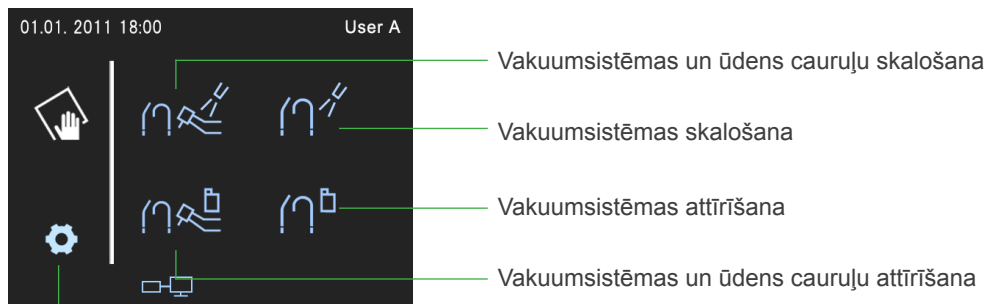 01.01. 2011 18:00 User A
Vakuumsistēmas un ūdens cauruļu skalošana
Vakuumsistēmas skalošana
Vakuumsistēmas attīrīšana
Vakuumsistēmas un ūdens cauruļu attīrīšana